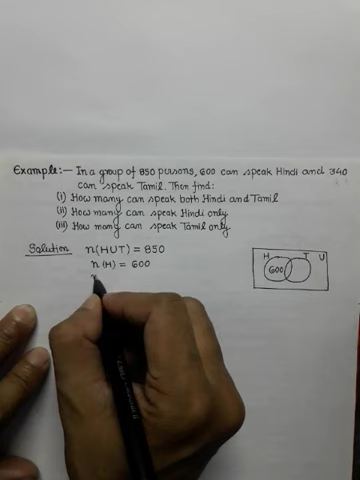 Example:— In a group of 850 persons, 600 can speak Hindi and 340
can speak Tamil. Then find:
(i) How many can speak both Hindi and Tamil
(ii) How many can speak Hindi only
(iii) How many can speak Tamil only
Solution n(HUT) = 850
n(H) = 600
H T U
600